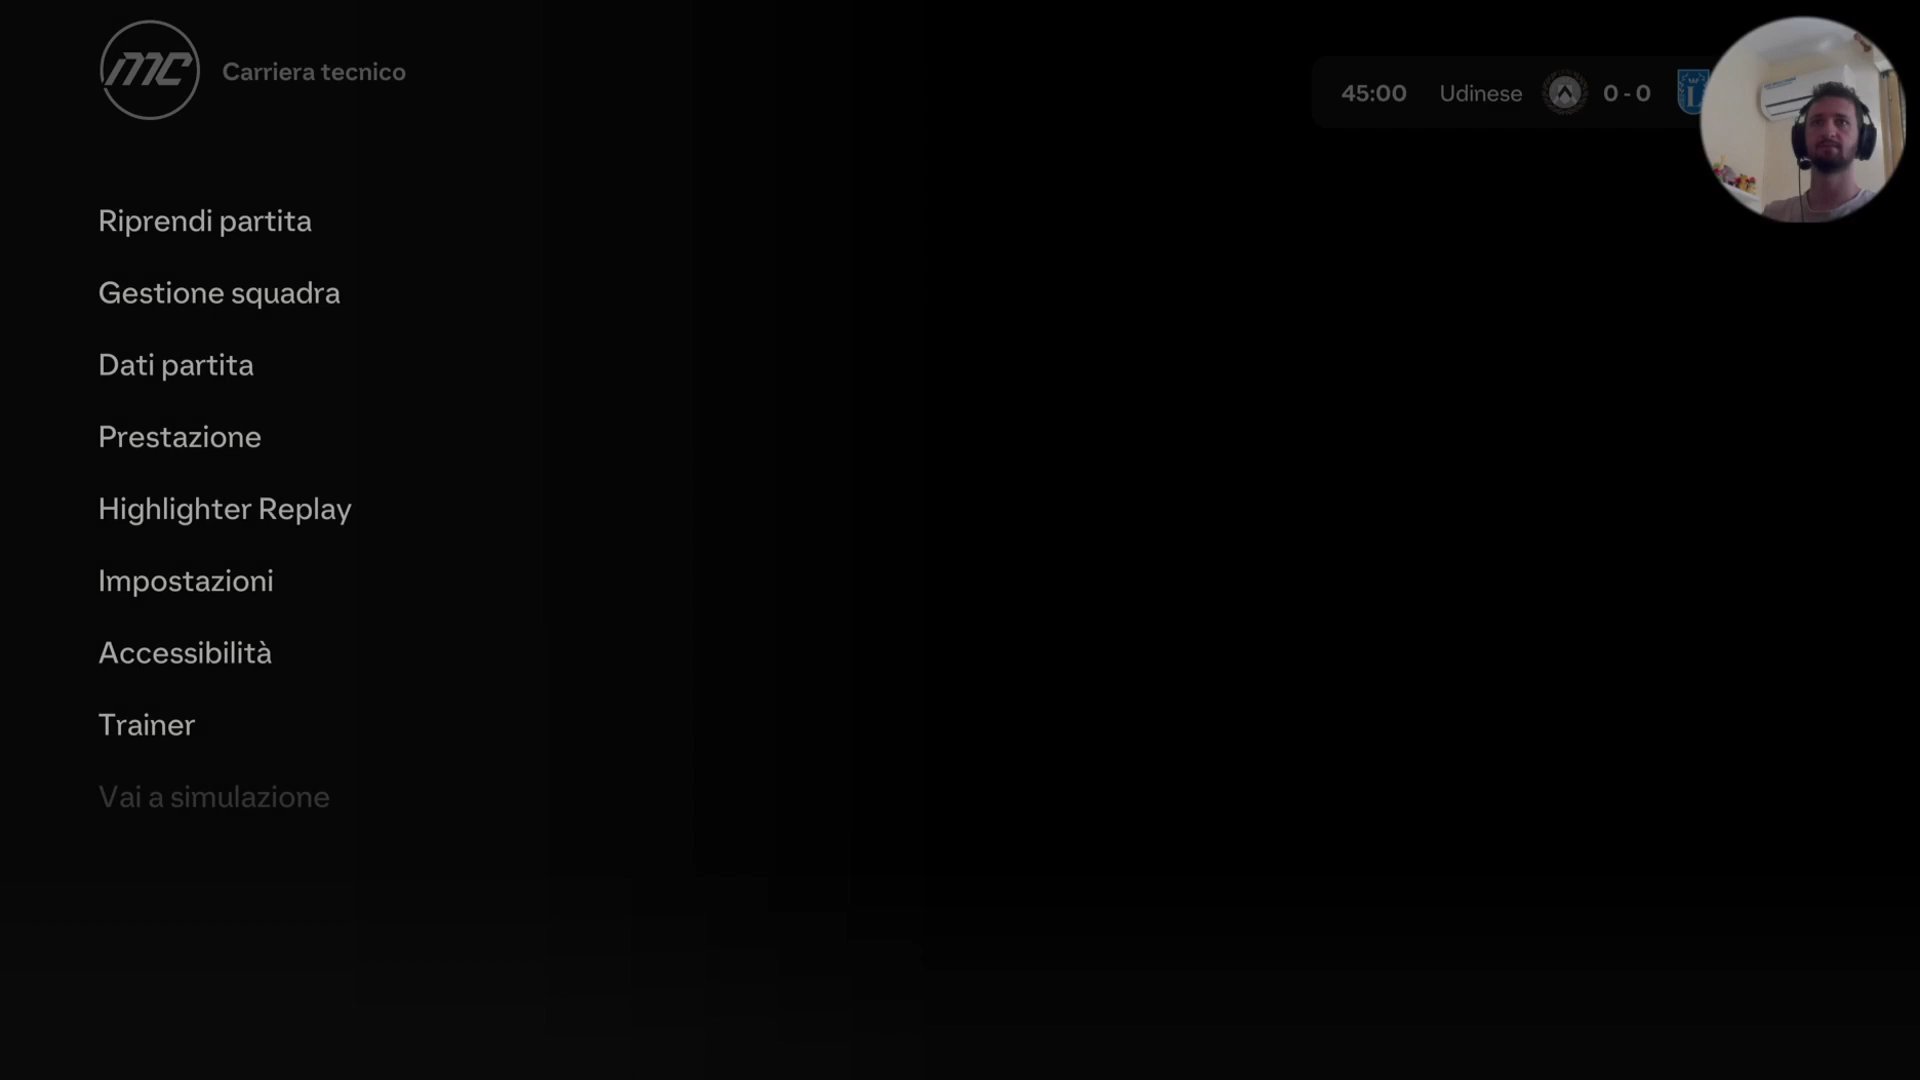 MC
Carriera tecnico
45:00 Udinese 0 - 0 L
Riprendi partita
Gestione squadra
Dati partita
Prestazione
Highlighter Replay
Impostazioni
Accessibilità
Trainer
Vai a simulazione